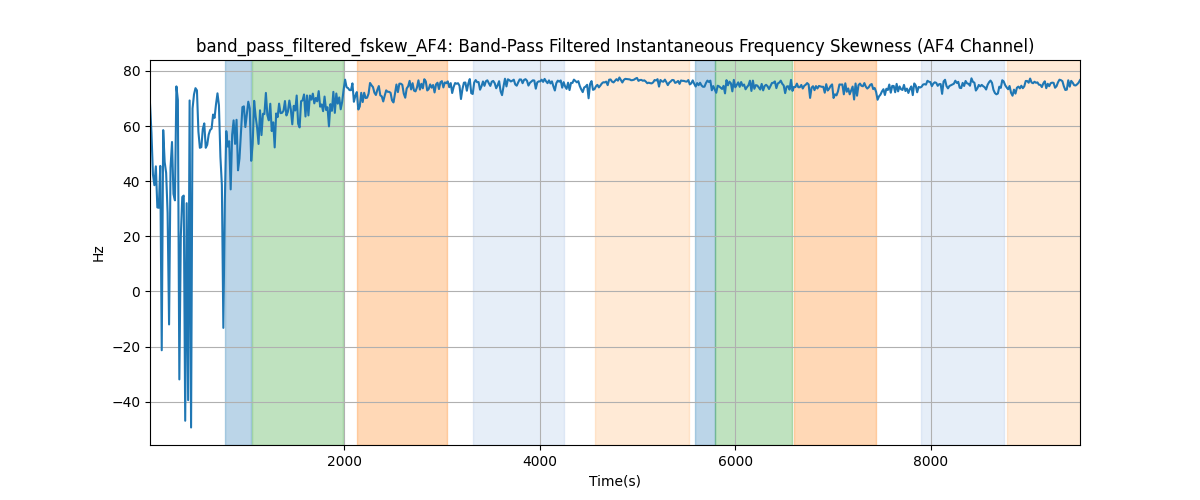 band_pass_filtered_fskew_AF4: Band-Pass Filtered Instantaneous Frequency Skewness (AF4 Channel)
80
60
40
20
0
−20
−40
Hz
2000 4000 6000 8000
Time(s)